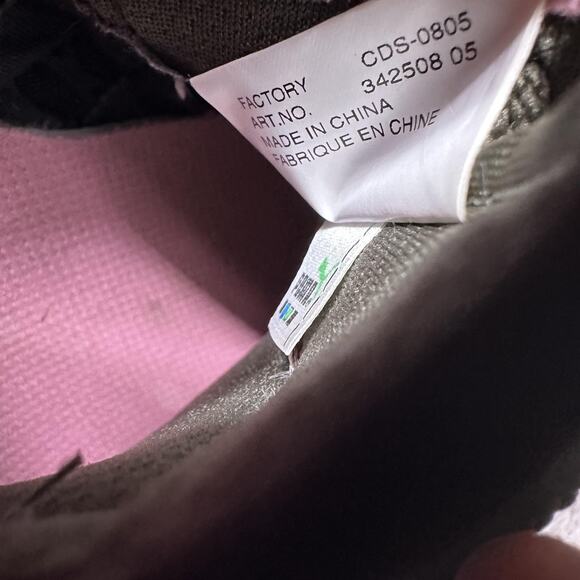 FACTORY CDS-0805
ART.NO. 342508 05
MADE IN CHINA
FABRIQUE EN CHINE